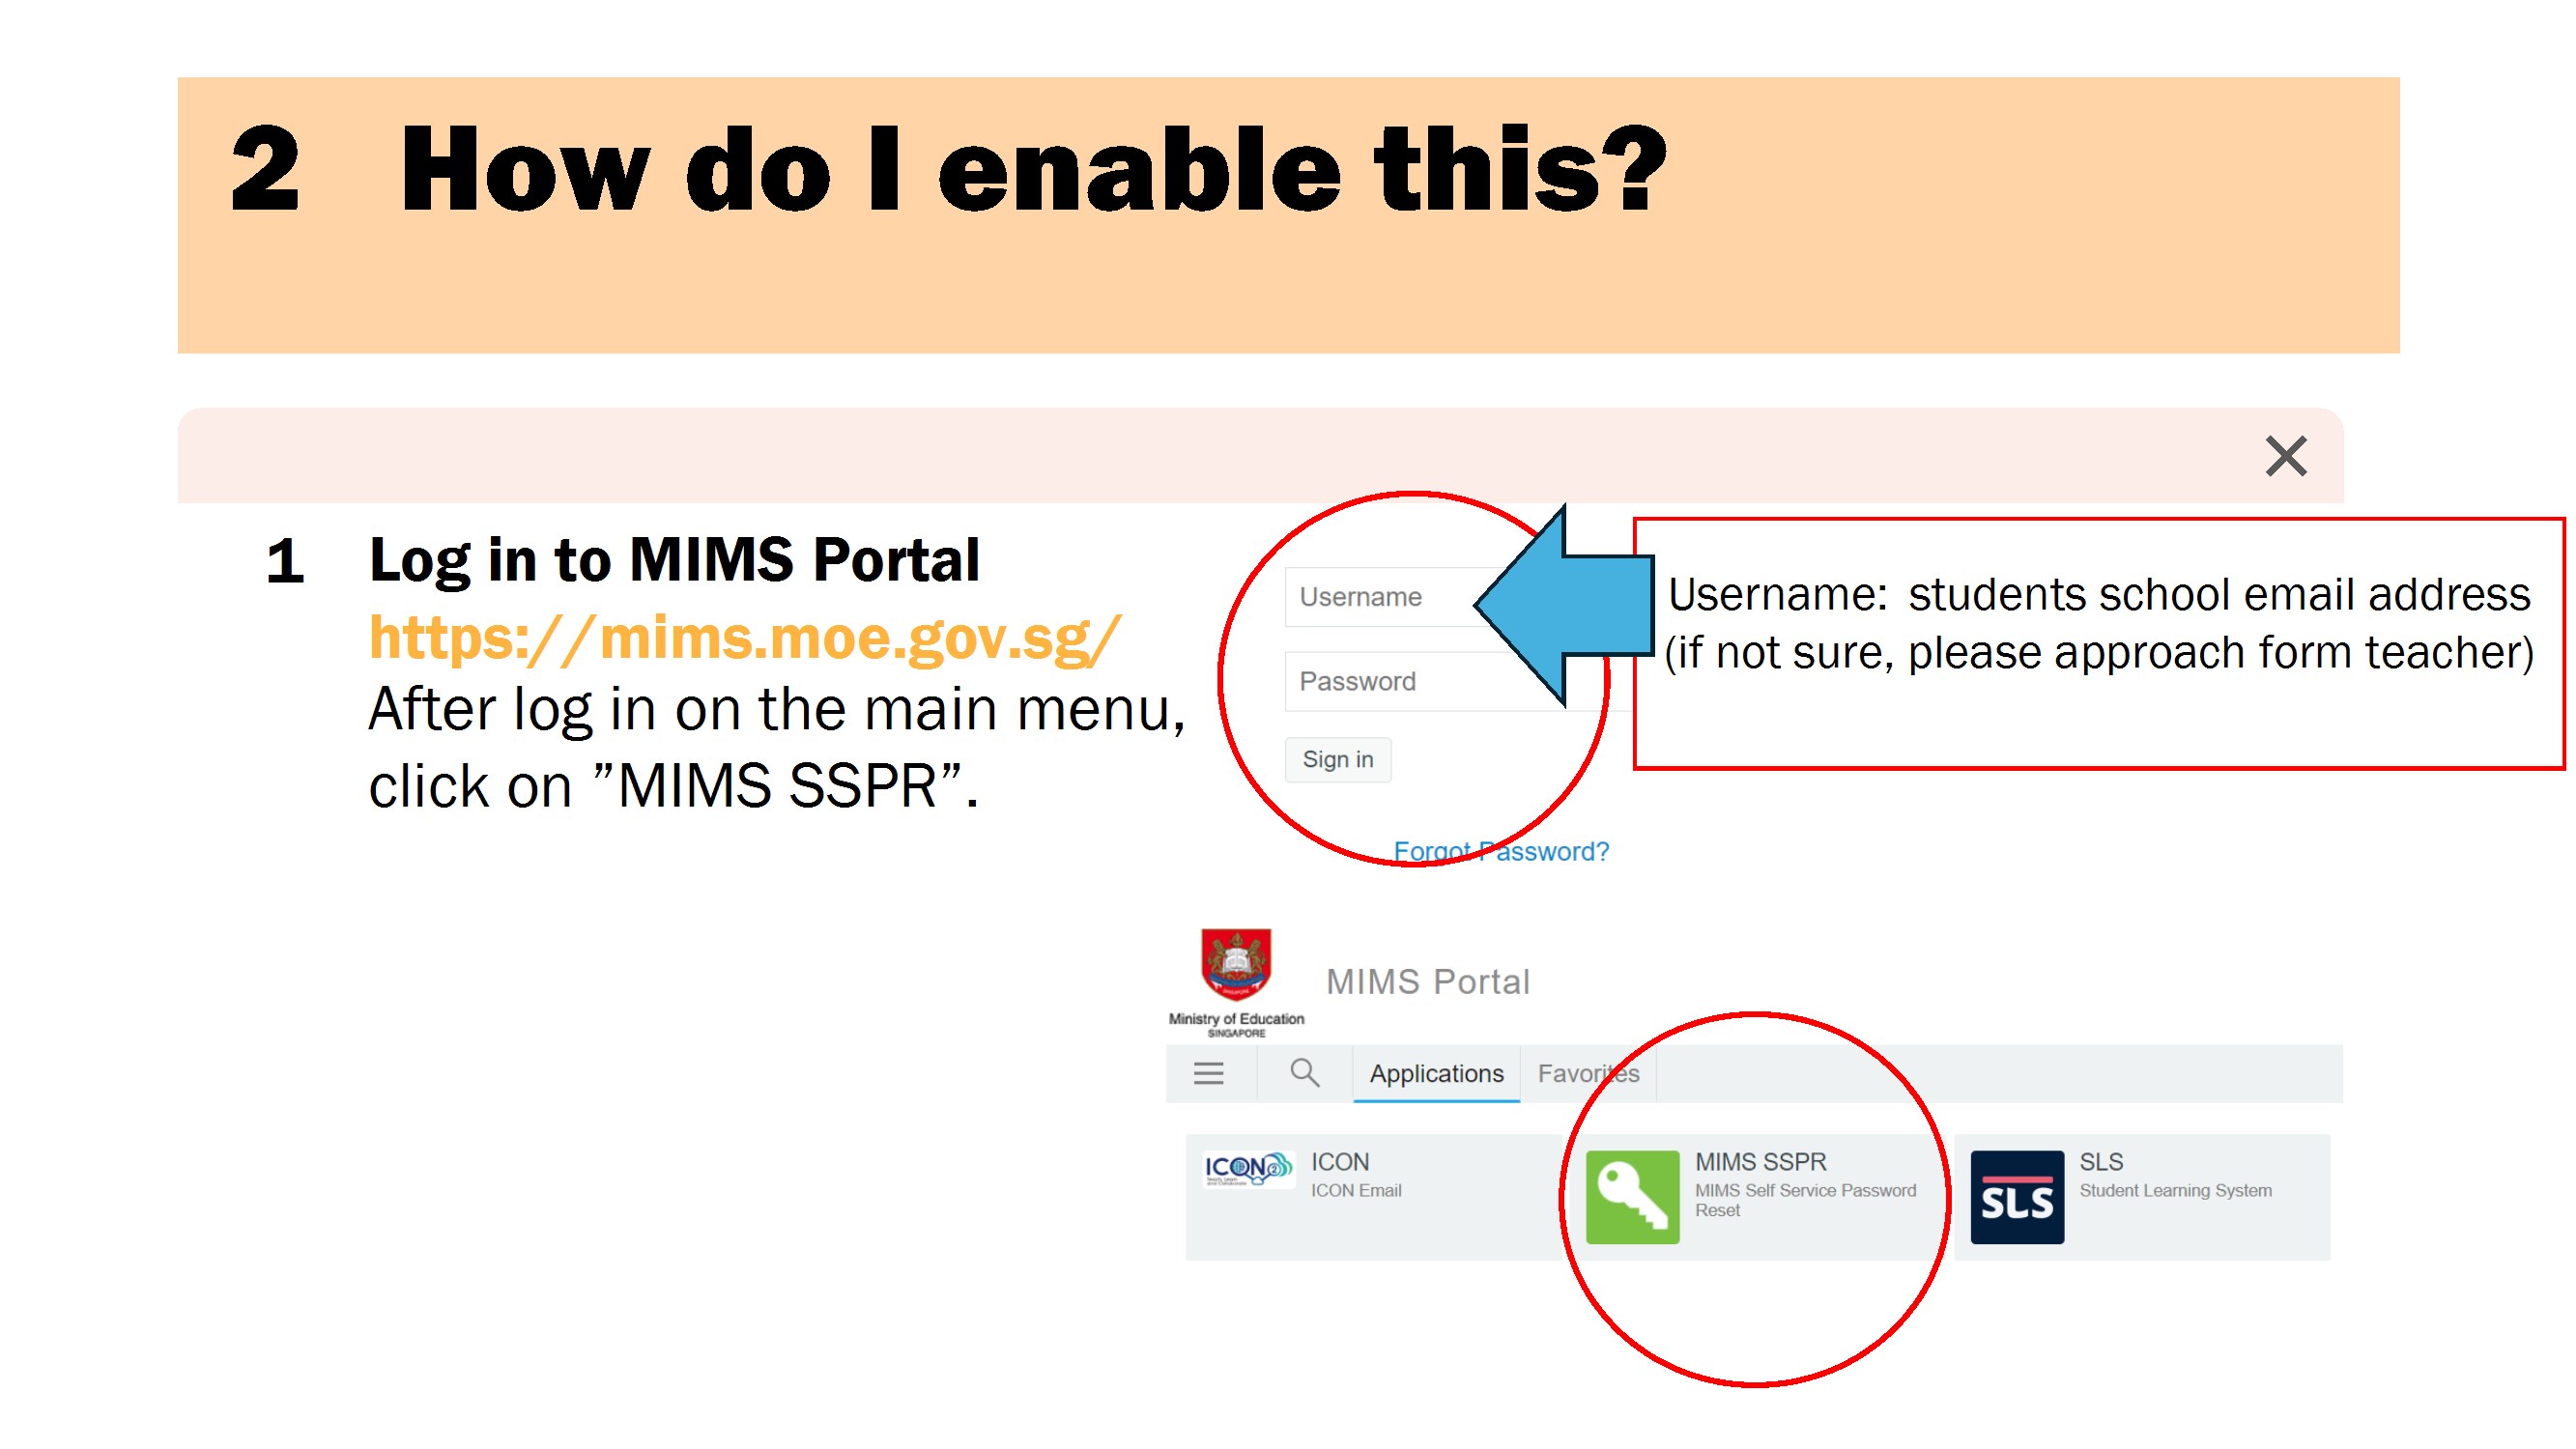 2 How do I enable this?
1 Log in to MIMS Portal
https://mims.moe.gov.sg/
After log in on the main menu,
click on ”MIMS SSPR”.
Username
Password
Sign in
Forgot Password?
Username: students school email address
(if not sure, please approach form teacher)
Ministry of Education
SINGAPORE
MIMS Portal
Applications
Favorites
ICON
ICON
ICON Email
MIMS SSPR
MIMS Self Service Password
Reset
SLS
SLS
Student Learning System